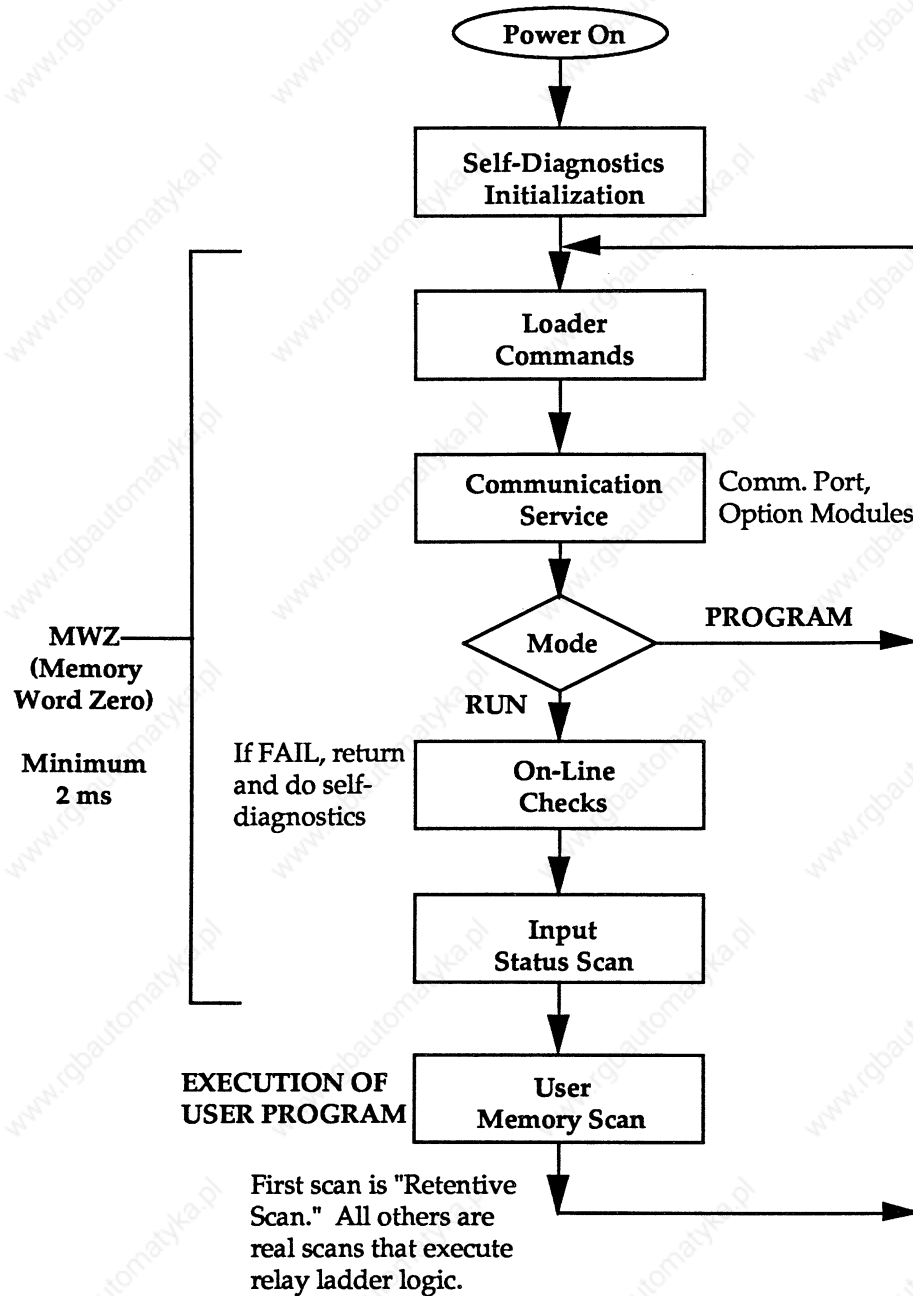 Power On
Self-Diagnostics
Initialization
Loader
Commands
Communication
Service
Comm. Port,
Option Modules
Mode
PROGRAM
RUN
MWZ
(Memory
Word Zero)
Minimum
2 ms
If FAIL, return
and do self-
diagnostics
On-Line
Checks
Input
Status Scan
EXECUTION OF
USER PROGRAM
User
Memory Scan
First scan is "Retentive
Scan." All others are
real scans that execute
relay ladder logic.
www.rgbautomatyka.pl